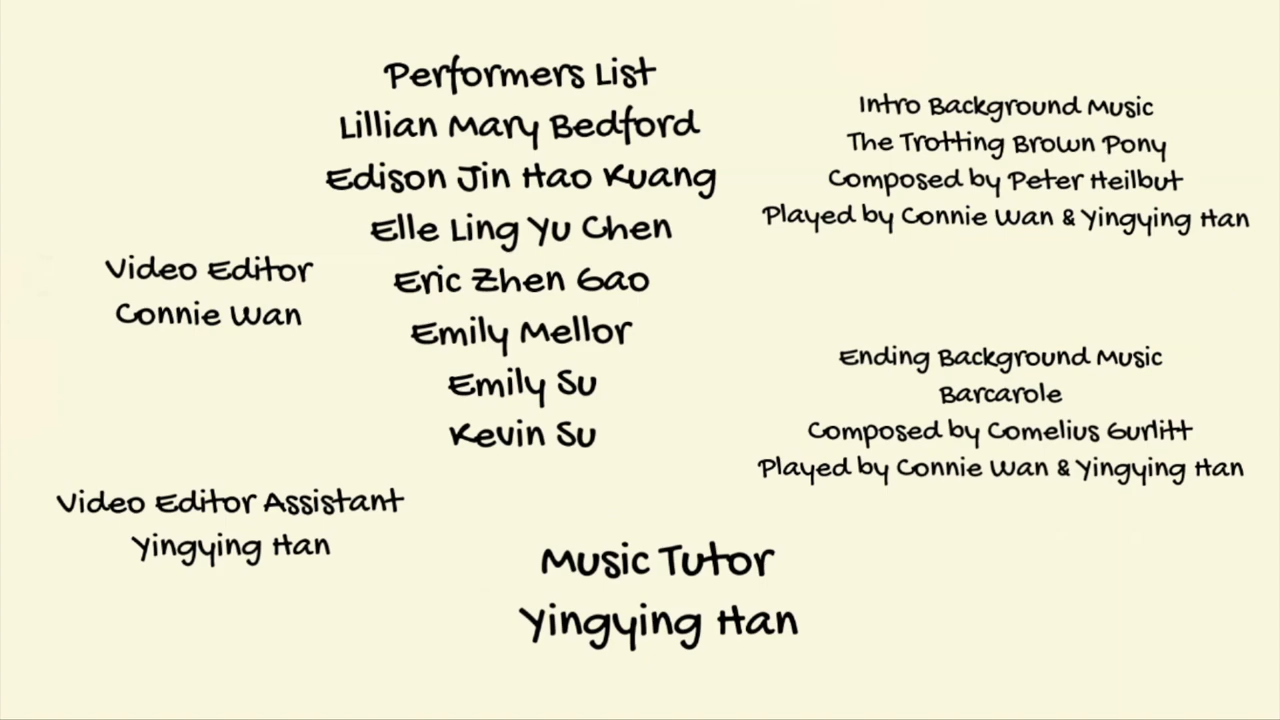 Performers List
Lillian Mary Bedford
Edison Jin Hao Kuang
Elle Ling Yu Chen
Eric Zhen Gao
Emily Mellor
Emily Su
Kevin Su
Video Editor
Connie Wan
Video Editor Assistant
Yingying Han
Intro Background Music
The Trotting Brown Pony
Composed by Peter Heilbut
Played by Connie Wan & Yingying Han
Ending Background Music
Barcarole
Composed by Comelius Gurlitt
Played by Connie Wan & Yingying Han
Music Tutor
Yingying Han